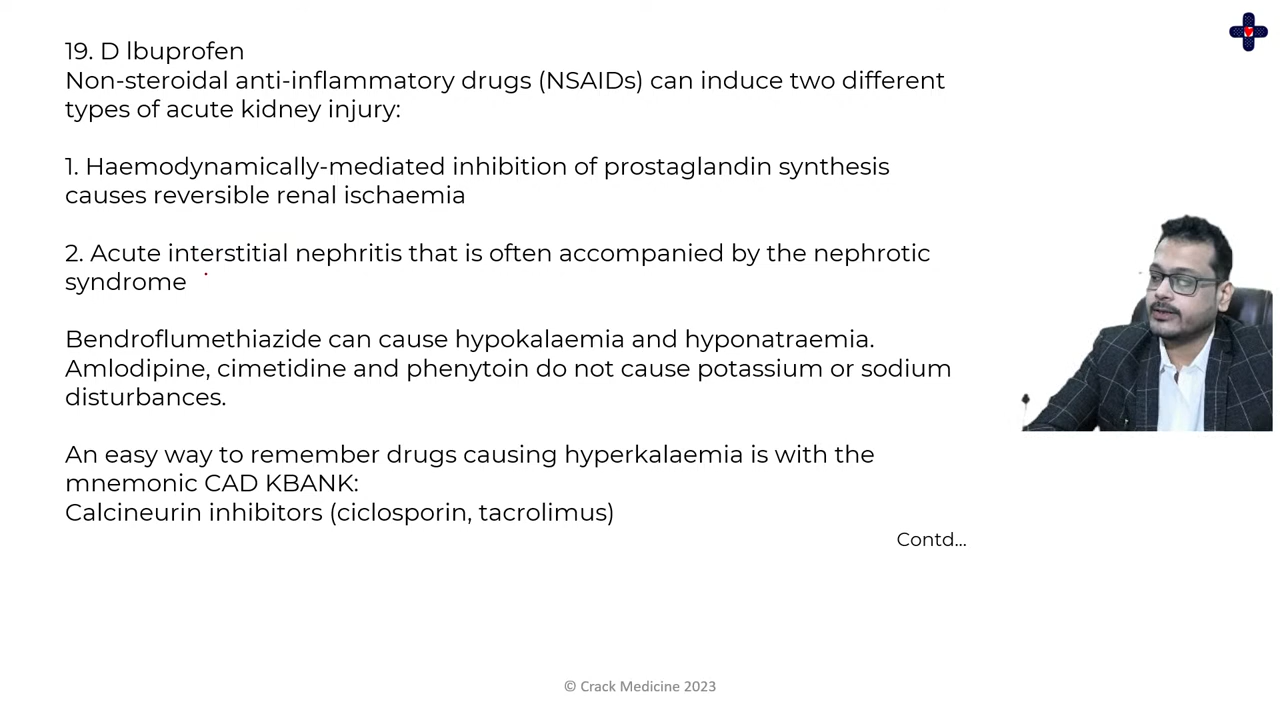 19. D Ibuprofen
Non-steroidal anti-inflammatory drugs (NSAIDs) can induce two different
types of acute kidney injury:
1. Haemodynamically-mediated inhibition of prostaglandin synthesis
causes reversible renal ischaemia
2. Acute interstitial nephritis that is often accompanied by the nephrotic
syndrome
Bendroflumethiazide can cause hypokalaemia and hyponatraemia.
Amlodipine, cimetidine and phenytoin do not cause potassium or sodium
disturbances.
An easy way to remember drugs causing hyperkalaemia is with the
mnemonic CAD KBANK:
Calcineurin inhibitors (ciclosporin, tacrolimus)
Contd...
© Crack Medicine 2023